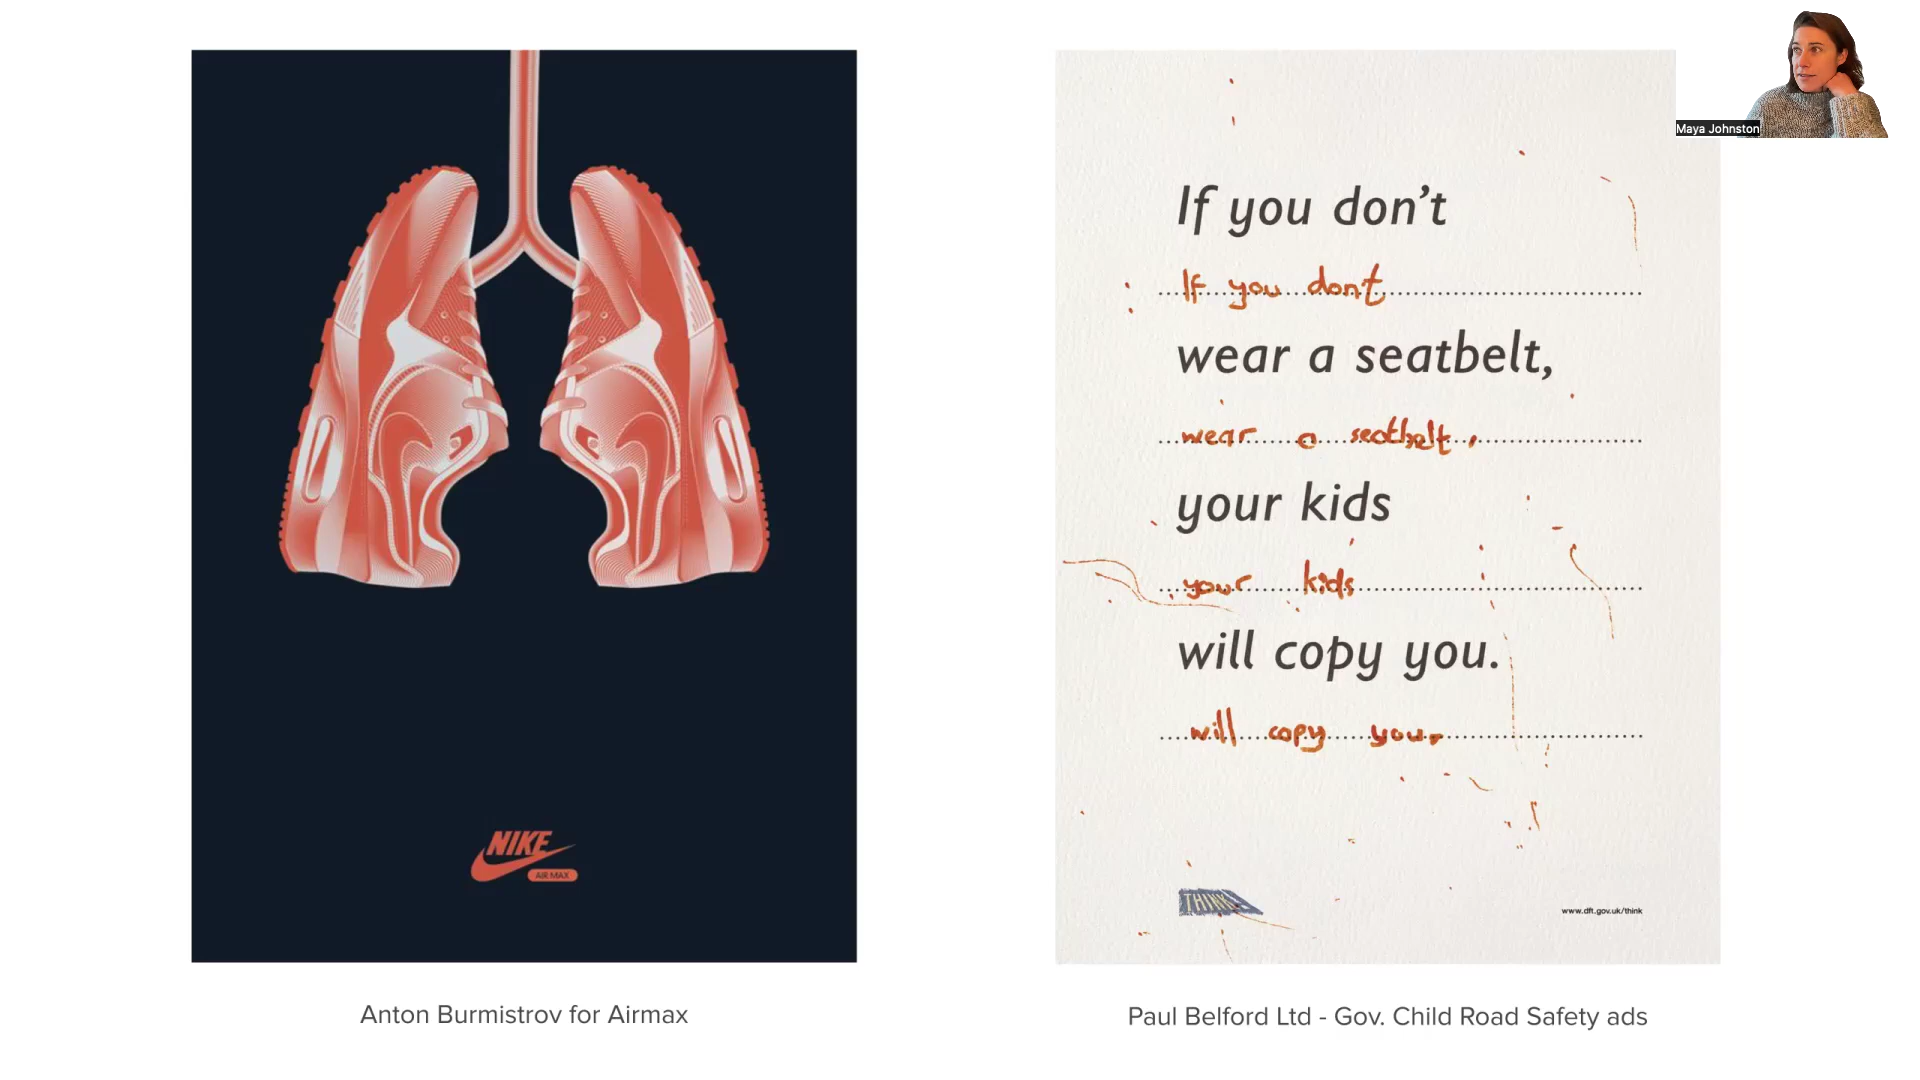 NIKE
AIR MAX
Anton Burmistrov for Airmax
Maya Johnston
If you don't
If you dont
wear a seatbelt,
wear a seatbelt,
your kids
your kids
will copy you.
will copy you.
THINK!
www.dft.gov.uk/think
Paul Belford Ltd - Gov. Child Road Safety ads